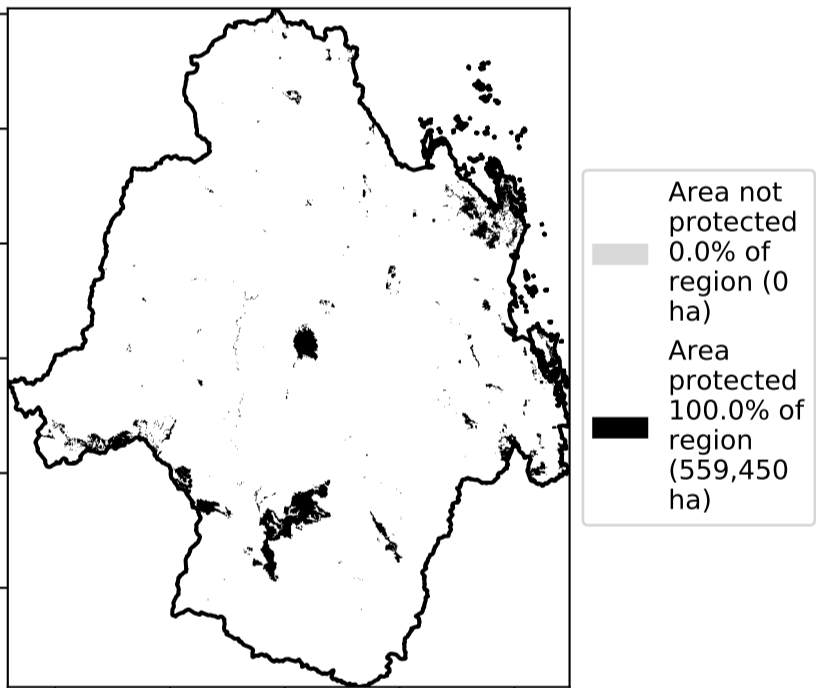 Area not
protected
0.0% of
region (0
ha)
Area
protected
100.0% of
region
(559,450
ha)